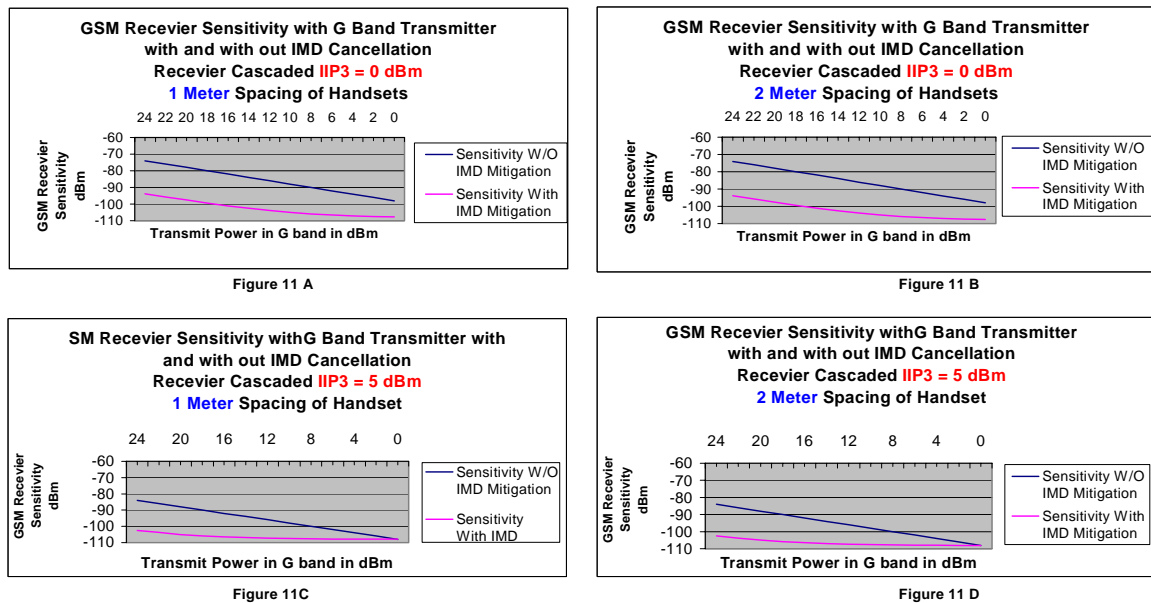 GSM Recevier Sensitivity with G Band Transmitter
with and with out IMD Cancellation
Recevier Cascaded IIP3 = 0 dBm
1 Meter Spacing of Handsets
24 22 20 18 16 14 12 10 8 6 4 2 0
-60
-70
-80
-90
-100
-110
GSM Recevier
Sensitivity
dBm
Transmit Power in G band in dBm
Sensitivity W/O
IMD Mitigation
Sensitivity With
IMD Mitigation
Figure 11 A
GSM Recevier Sensitivity with G Band Transmitter
with and with out IMD Cancellation
Recevier Cascaded IIP3 = 0 dBm
2 Meter Spacing of Handsets
24 22 20 18 16 14 12 10 8 6 4 2 0
-60
-70
-80
-90
-100
-110
GSM Recevier
Sensitivity
dBm
Transmit Power in G band in dBm
Sensitivity W/O
IMD Mitigation
Sensitivity With
IMD Mitigation
Figure 11 B
SM Recevier Sensitivity withG Band Transmitter with
and with out IMD Cancellation
Recevier Cascaded IIP3 = 5 dBm
1 Meter Spacing of Handset
24 20 16 12 8 4 0
-60
-70
-80
-90
-100
-110
GSM Recevier
Sensitivity
dBm
Transmit Power in G band in dBm
Sensitivity W/O
IMD Mitigation
Sensitivity
With IMD
Figure 11C
GSM Recevier Sensitivity withG Band Transmitter
with and with out IMD Cancellation
Recevier Cascaded IIP3 = 5 dBm
2 Meter Spacing of Handset
24 20 16 12 8 4 0
-60
-70
-80
-90
-100
-110
GSM Recevier
Sensitivity
dBm
Transmit Power in G band in dBm
Sensitivity W/O
IMD Mitigation
Sensitivity With
IMD Mitigation
Figure 11 D